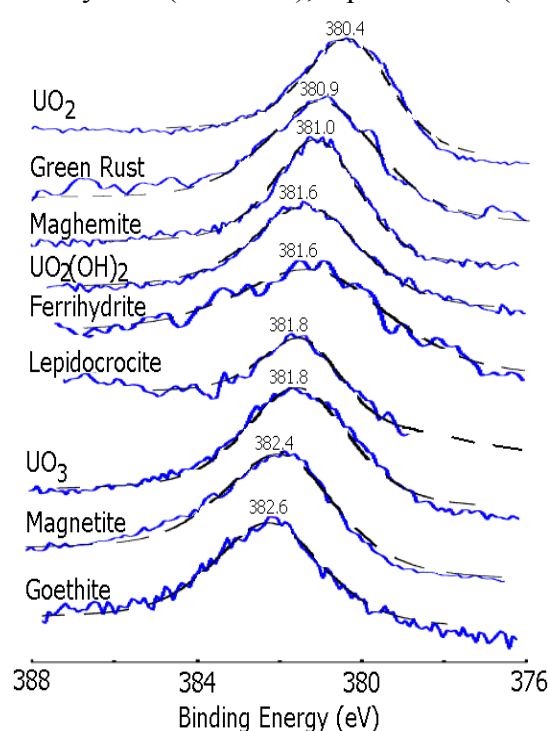 380.4
UO2
380.9
Green Rust
381.0
Maghemite
381.6
UO2(OH)2
381.6
Ferrihydrite
381.8
Lepidocrocite
381.8
UO3
382.4
Magnetite
382.6
Goethite
388 384 380 376
Binding Energy (eV)